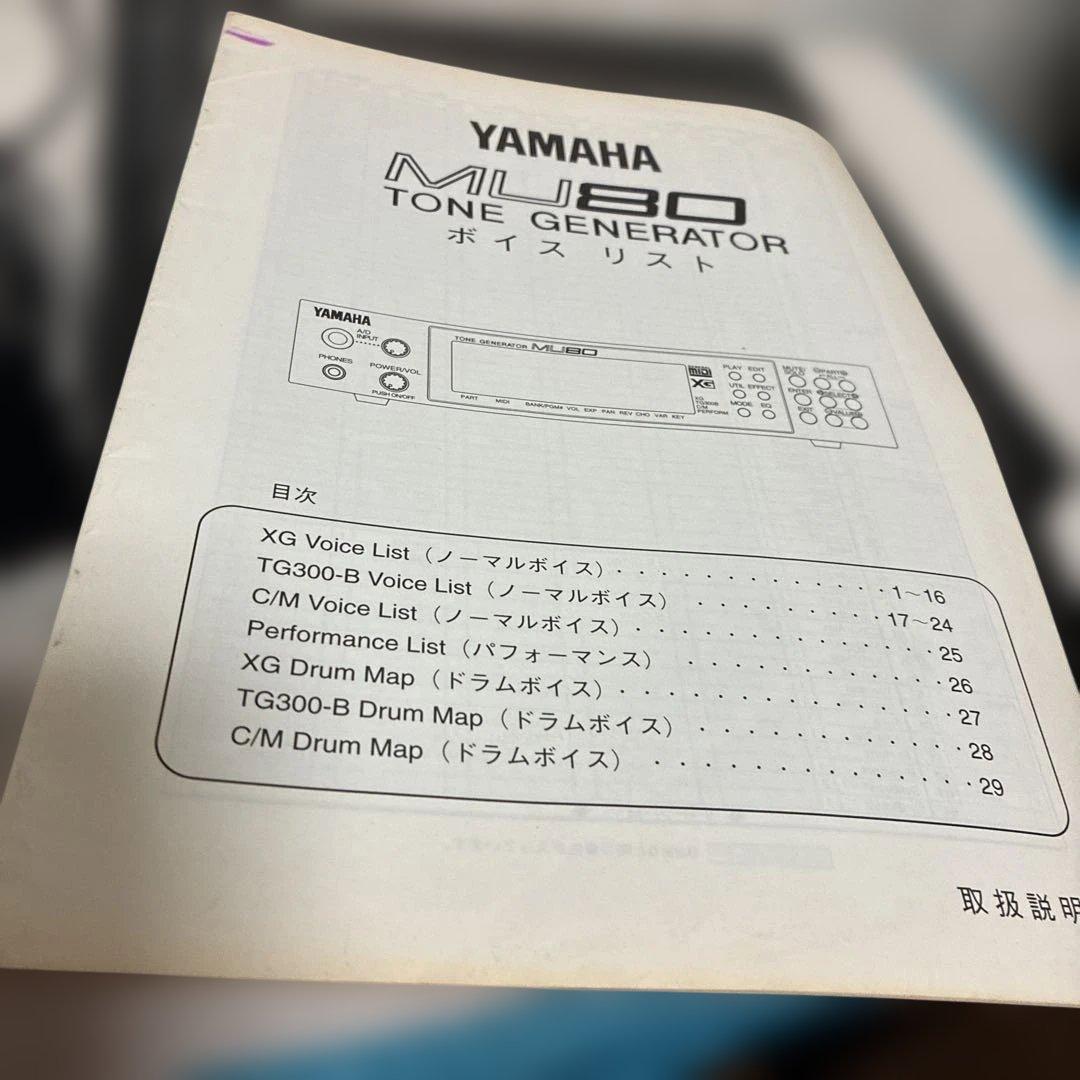 YAMAHA
MU80
TONE GENERATOR
ボイス リスト
YAMAHA
A/D
INPUT
PHONES
POWER/VOL
PUSH ON/OFF
TONE GENERATOR MU80
PART MIDI BANK/PGM# VOL EXP PAN REV CHO VAR KEY
MIDI
XG
XG
TG300B
C/M
PERFORM
PLAY EDIT
UTIL EFFECT
MODE EQ
MUTE/
SOLO
PART
ALL
ENTER SELECT
EXIT VALUE
目次
XG Voice List（ノーマルボイス）・・・・・・・・・・・・1～16
TG300-B Voice List（ノーマルボイス）・・・・・・・・・17～24
C/M Voice List（ノーマルボイス）・・・・・・・・・・・25
Performance List（パフォーマンス）・・・・・・・・・・26
XG Drum Map（ドラムボイス）・・・・・・・・・・・・・27
TG300-B Drum Map（ドラムボイス）・・・・・・・・・・28
C/M Drum Map（ドラムボイス）・・・・・・・・・・・・29
取扱説明